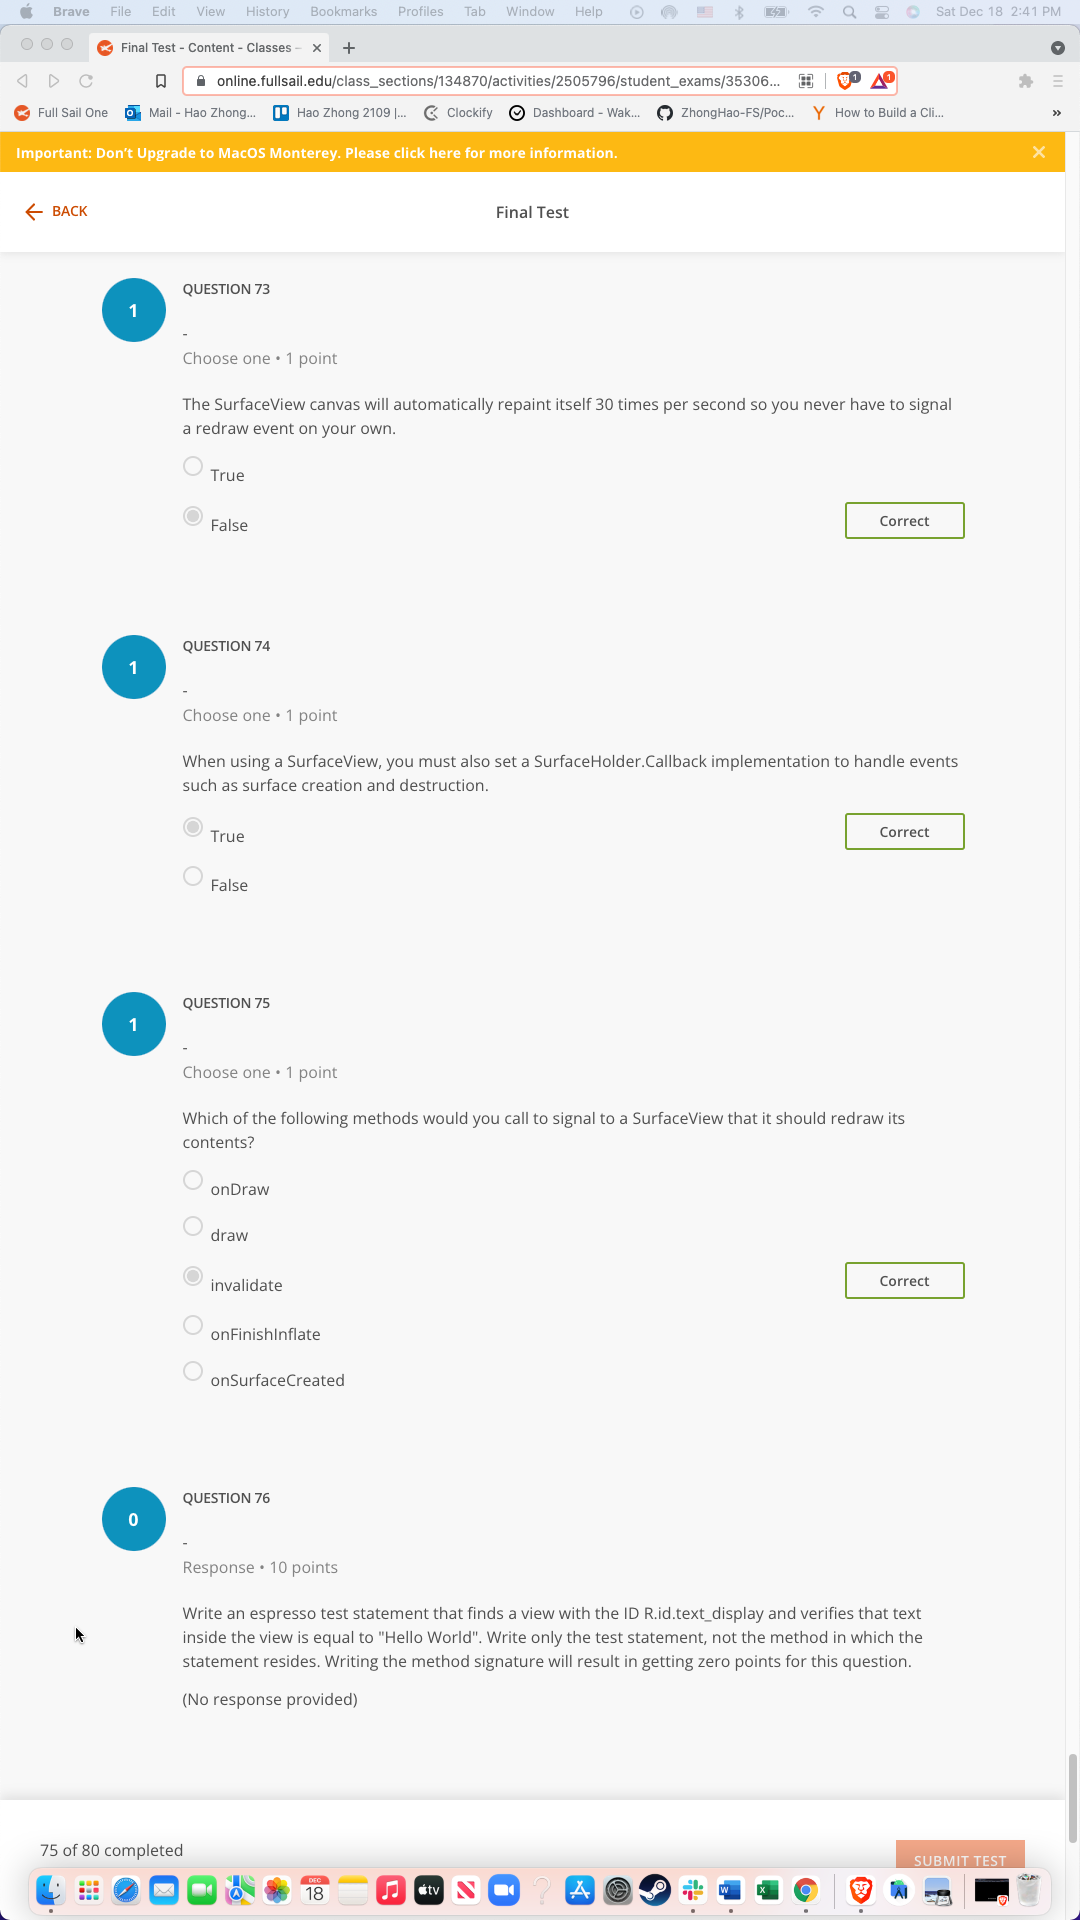 Brave File Edit View History Bookmarks Profiles Tab Window Help Sat Dec 18 2:41 PM
Final Test - Content - Classes -
online.fullsail.edu/class_sections/134870/activities/2505796/student_exams/35306... 1 1
Full Sail One Mail - Hao Zhong... Hao Zhong 2109 |... Clockify Dashboard - Wak... ZhongHao-FS/Poc... How to Build a Cli... »
Important: Don't Upgrade to MacOS Monterey. Please click here for more information.
BACK Final Test
1 QUESTION 73
-
Choose one • 1 point
The SurfaceView canvas will automatically repaint itself 30 times per second so you never have to signal
a redraw event on your own.
True
False Correct
1 QUESTION 74
-
Choose one • 1 point
When using a SurfaceView, you must also set a SurfaceHolder.Callback implementation to handle events
such as surface creation and destruction.
True Correct
False
1 QUESTION 75
-
Choose one • 1 point
Which of the following methods would you call to signal to a SurfaceView that it should redraw its
contents?
onDraw
draw
invalidate Correct
onFinishInflate
onSurfaceCreated
0 QUESTION 76
-
Response • 10 points
Write an espresso test statement that finds a view with the ID R.id.text_display and verifies that text
inside the view is equal to "Hello World". Write only the test statement, not the method in which the
statement resides. Writing the method signature will result in getting zero points for this question.
(No response provided)
75 of 80 completed
SUBMIT TEST
DEC
18
tv